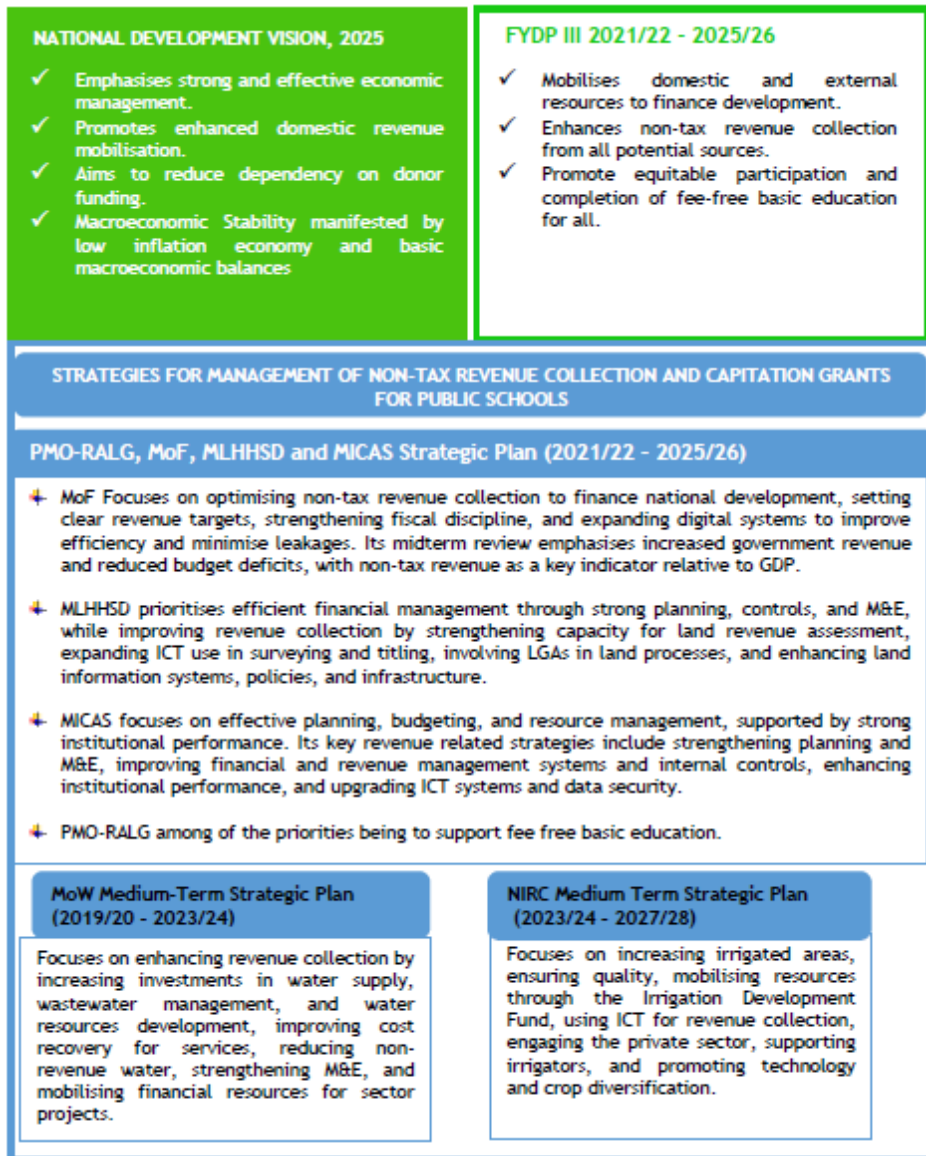 NATIONAL DEVELOPMENT VISION, 2025
✓ Emphasises strong and effective economic
management.
✓ Promotes enhanced domestic revenue
mobilisation.
✓ Aims to reduce dependency on donor
funding.
✓ Macroeconomic Stability manifested by
low inflation economy and basic
macroeconomic balances
FYDP III 2021/22 - 2025/26
✓ Mobilises domestic and external
resources to finance development.
✓ Enhances non-tax revenue collection
from all potential sources.
✓ Promote equitable participation and
completion of fee-free basic education
for all.
STRATEGIES FOR MANAGEMENT OF NON-TAX REVENUE COLLECTION AND CAPITATION GRANTS
FOR PUBLIC SCHOOLS
PMO-RALG, MoF, MLHHSD and MICAS Strategic Plan (2021/22 - 2025/26)
MoF Focuses on optimising non-tax revenue collection to finance national development, setting
clear revenue targets, strengthening fiscal discipline, and expanding digital systems to improve
efficiency and minimise leakages. Its midterm review emphasises increased government revenue
and reduced budget deficits, with non-tax revenue as a key indicator relative to GDP.
MLHHSD prioritises efficient financial management through strong planning, controls, and M&E,
while improving revenue collection by strengthening capacity for land revenue assessment,
expanding ICT use in surveying and titling, involving LGAs in land processes, and enhancing land
information systems, policies, and infrastructure.
MICAS focuses on effective planning, budgeting, and resource management, supported by strong
institutional performance. Its key revenue related strategies include strengthening planning and
M&E, improving financial and revenue management systems and internal controls, enhancing
institutional performance, and upgrading ICT systems and data security.
PMO-RALG among of the priorities being to support fee free basic education.
MoW Medium-Term Strategic Plan
(2019/20 - 2023/24)
Focuses on enhancing revenue collection by
increasing investments in water supply,
wastewater management, and water
resources development, improving cost
recovery for services, reducing non-
revenue water, strengthening M&E, and
mobilising financial resources for sector
projects.
NIRC Medium Term Strategic Plan
(2023/24 - 2027/28)
Focuses on increasing irrigated areas,
ensuring quality, mobilising resources
through the Irrigation Development
Fund, using ICT for revenue collection,
engaging the private sector, supporting
irrigators, and promoting technology
and crop diversification.